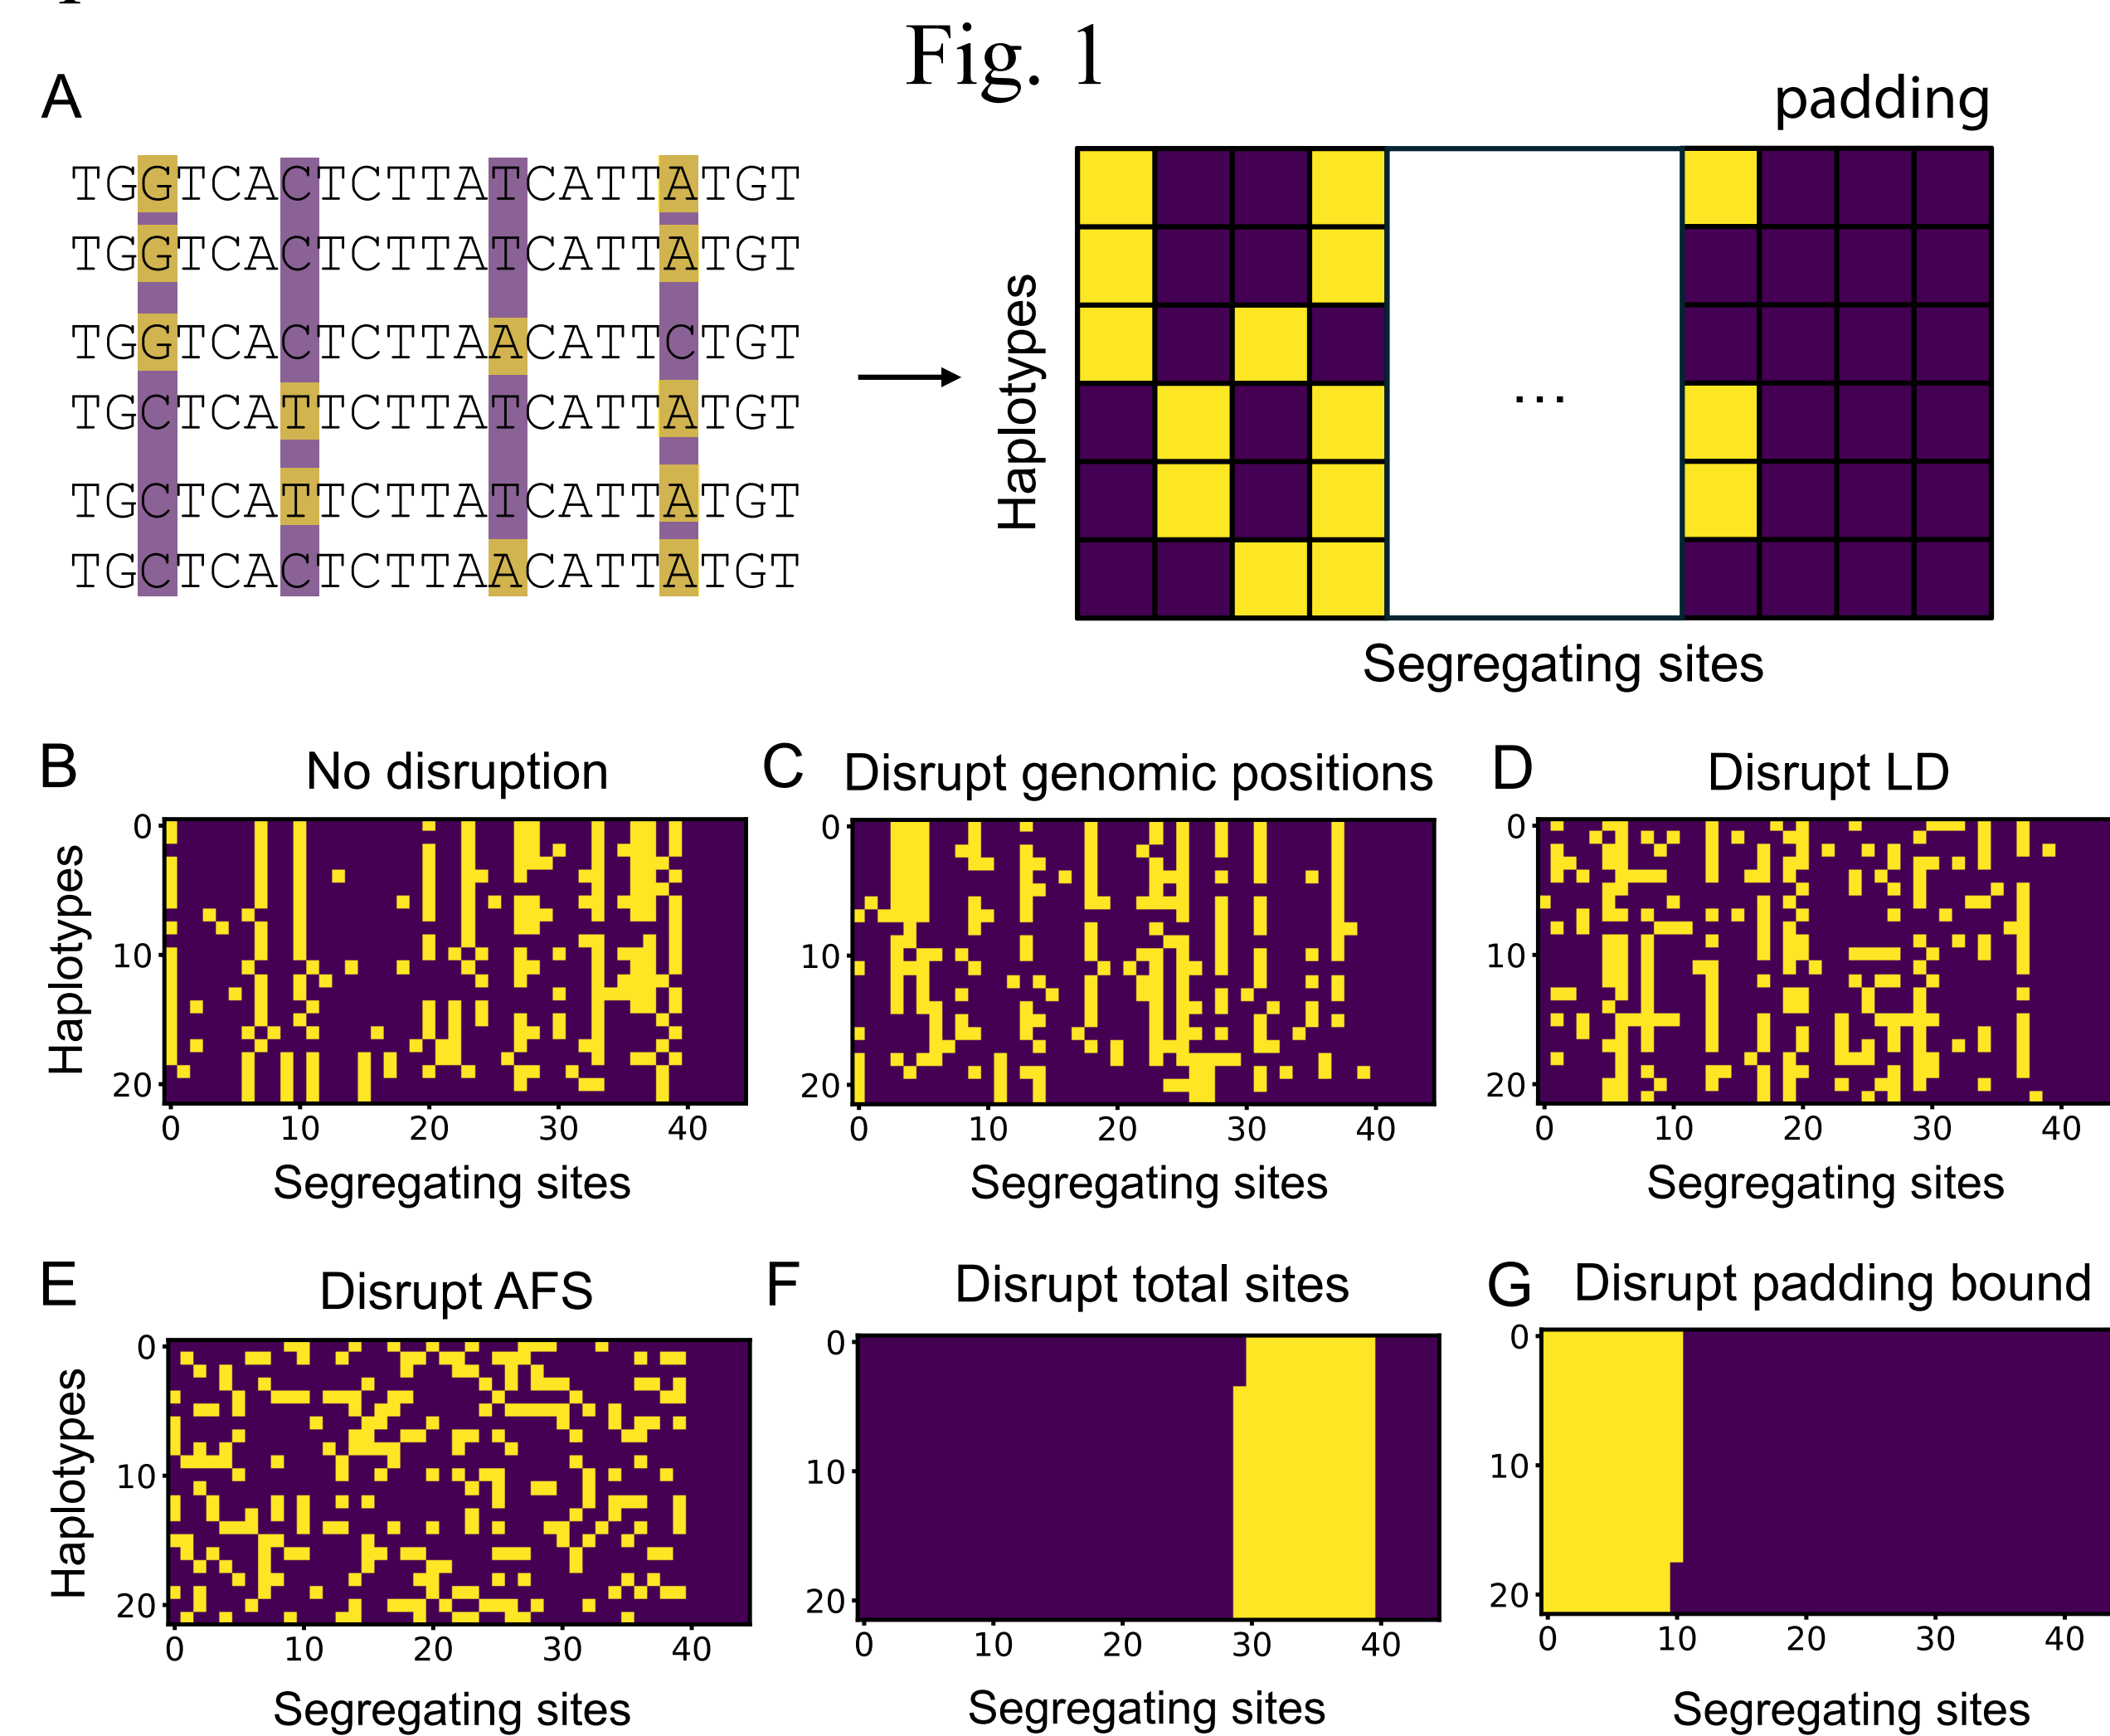 Fig. 1
A
padding
TGGTCACTCTTATCATTATGT
TGGTCACTCTTATCATTATGT
TGGTCACTCTTAACATTCTGT
TGCTCATTCTTATCATTATGT
TGCTCATTCTTATCATTATGT
TGCTCACTCTTAACATTATGT
Haplotypes
...
Segregating sites
B No disruption
Haplotypes
0
10
20
0 10 20 30 40
Segregating sites
C Disrupt genomic positions
0
10
20
0 10 20 30 40
Segregating sites
D Disrupt LD
0
10
20
0 10 20 30 40
Segregating sites
E Disrupt AFS
Haplotypes
0
10
20
0 10 20 30 40
Segregating sites
F Disrupt total sites
0
10
20
0 10 20 30 40
Segregating sites
G Disrupt padding bound
0
10
20
0 10 20 30 40
Segregating sites